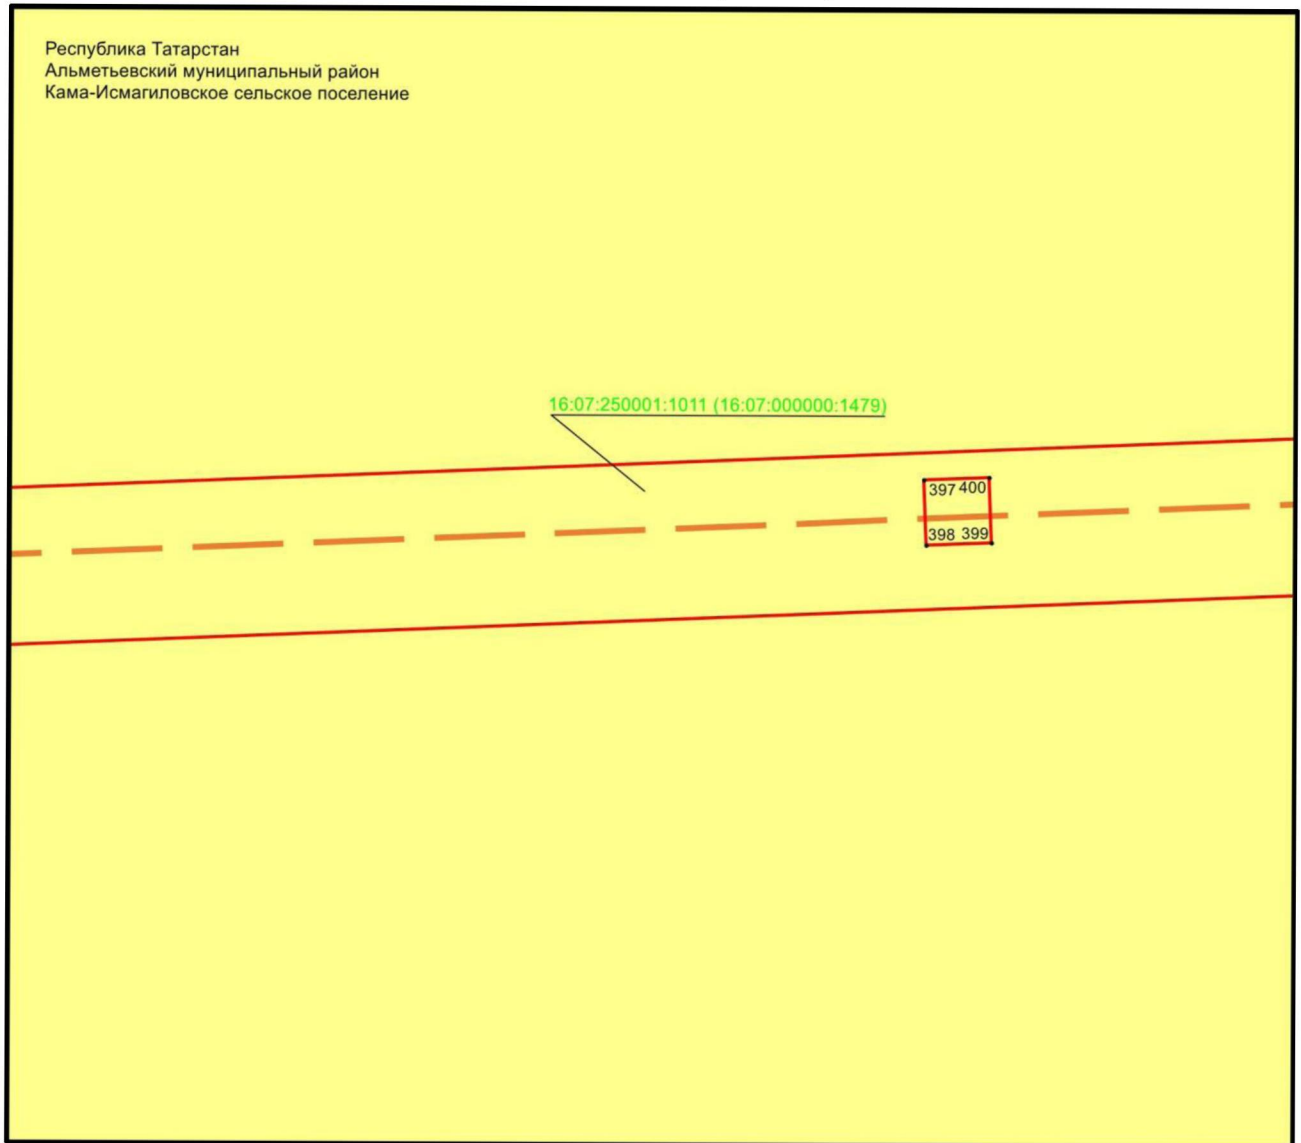 Республика Татарстан
Альметьевский муниципальный район
Кама-Исмагиловское сельское поселение
16:07:250001:1011 (16:07:000000:1479)
397 400
398 399